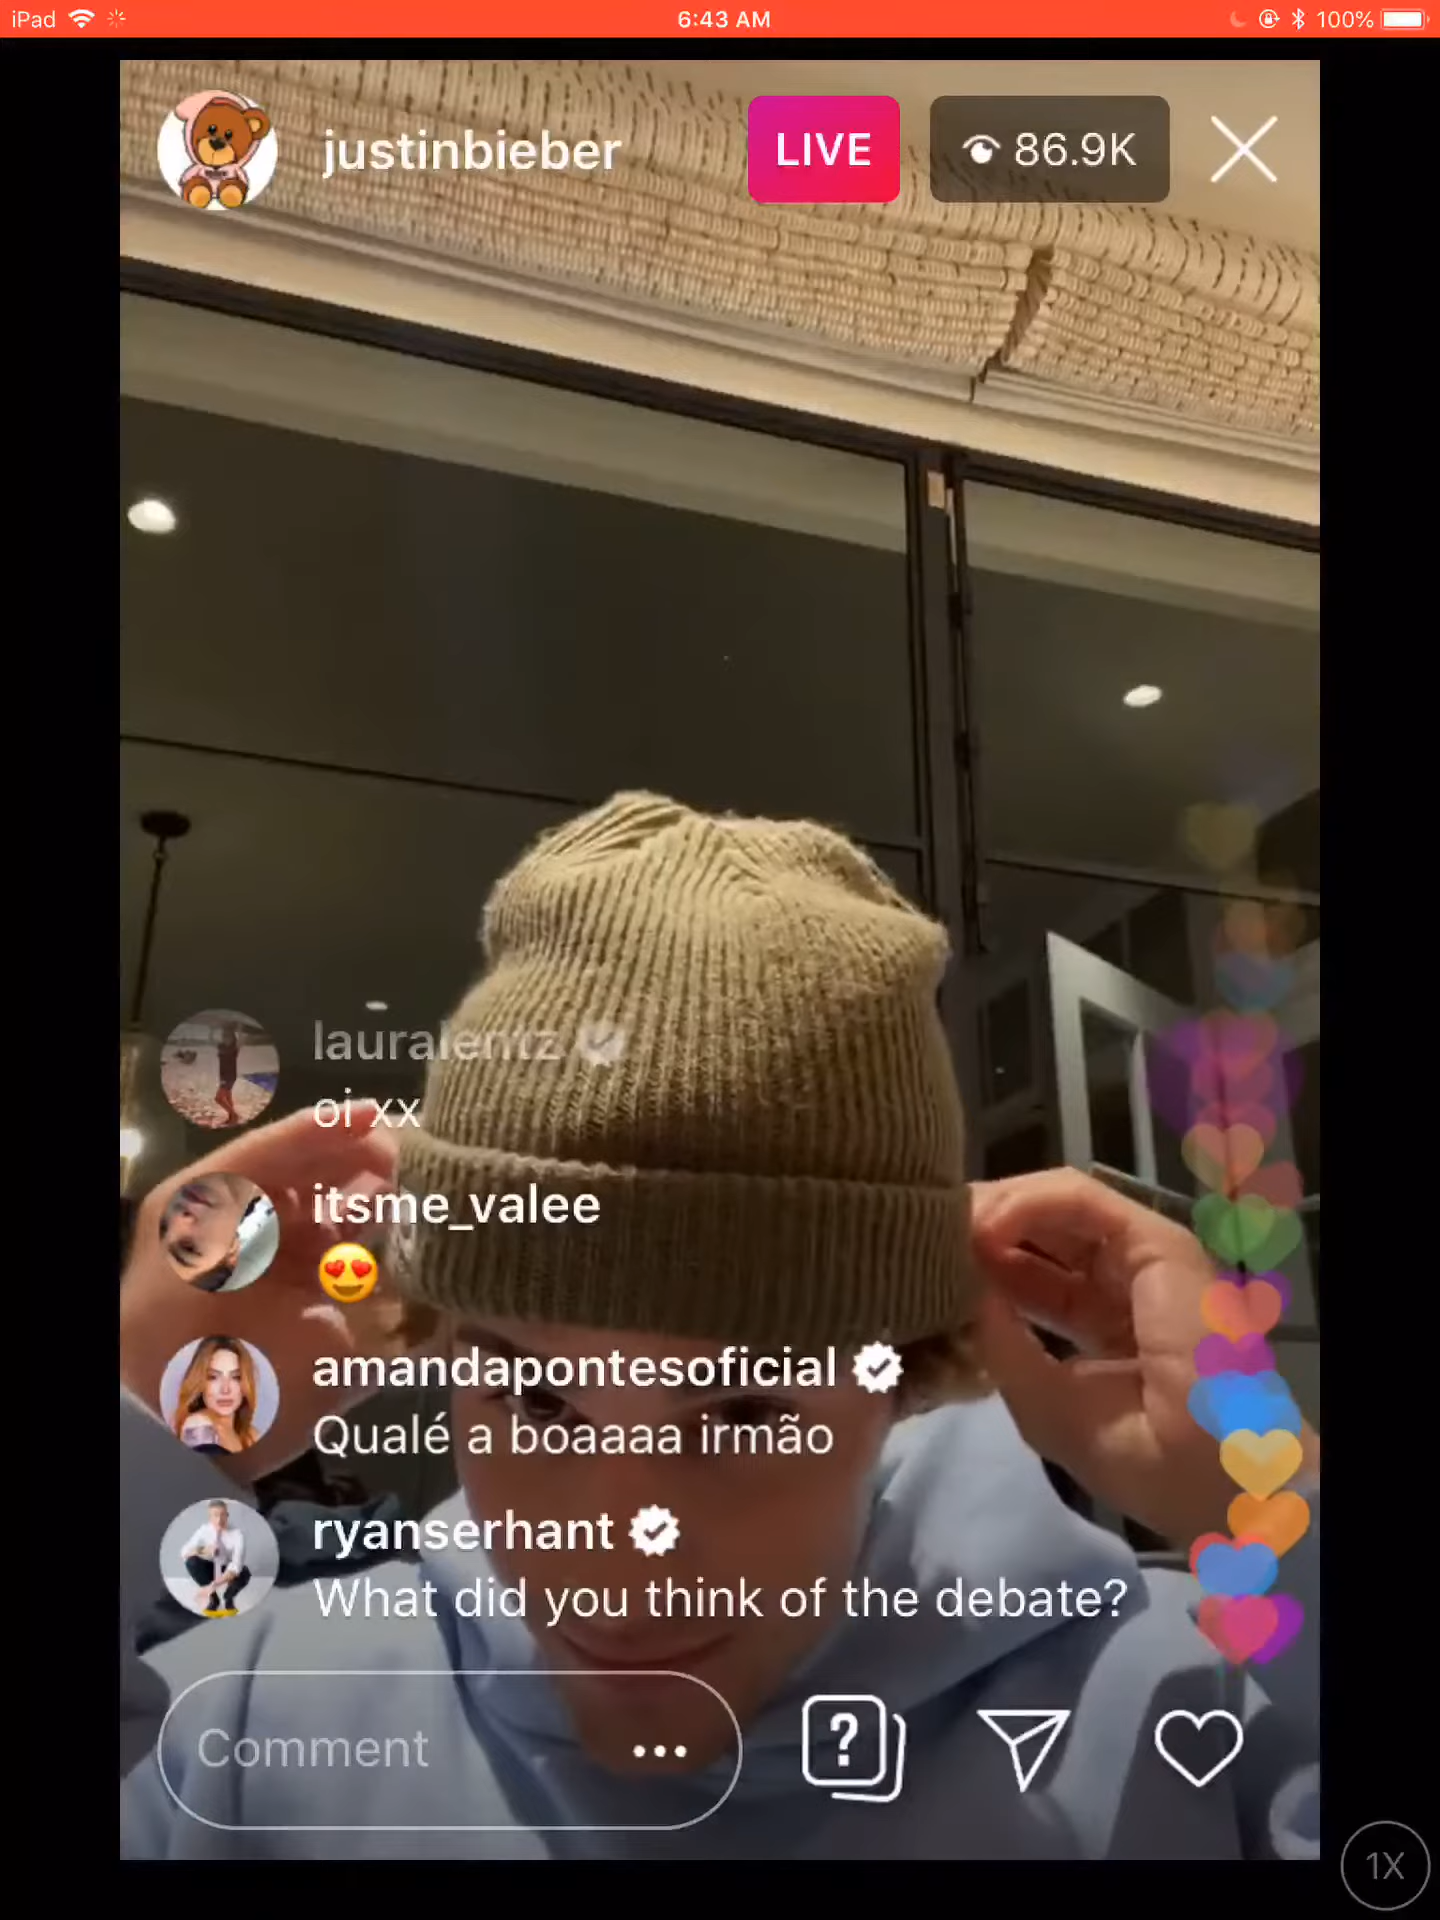 iPad 6:43 AM 100%
justinbieber LIVE 86.9K
lauralentz
oi xx
itsme_valee
amandapontesoficial
Qualé a boaaaa irmão
ryanserhant
What did you think of the debate?
Comment
?
1X